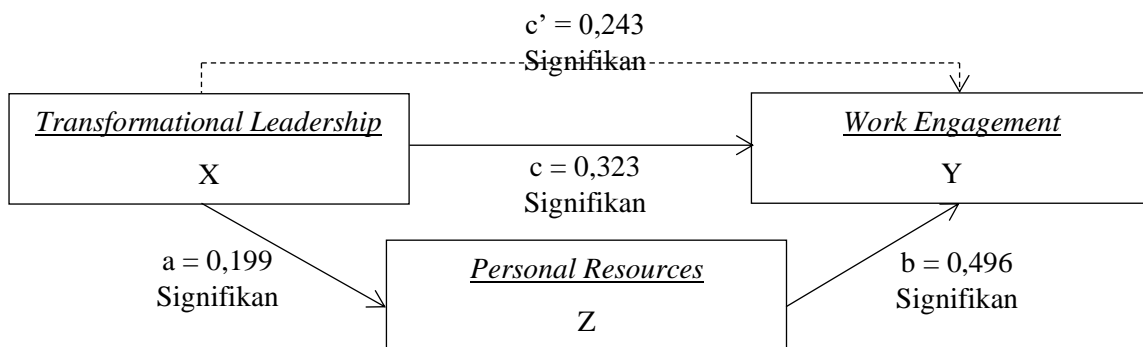 c’ = 0,243
Signifikan
Transformational Leadership
X
Work Engagement
Y
c = 0,323
Signifikan
a = 0,199
Signifikan
Personal Resources
Z
b = 0,496
Signifikan